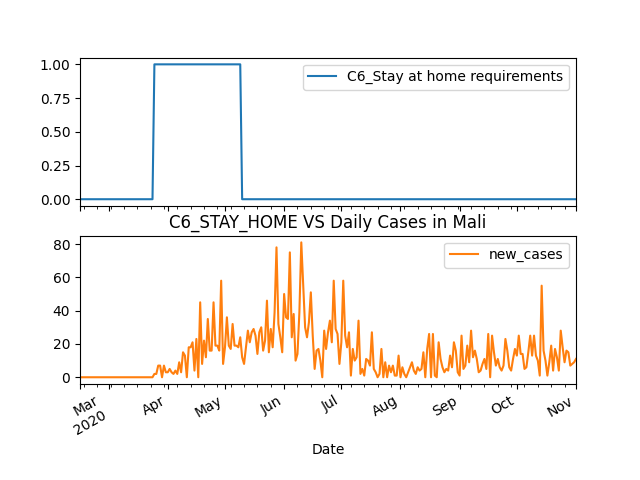 1.00
0.75
0.50
0.25
0.00
C6_Stay at home requirements
C6_STAY_HOME VS Daily Cases in Mali
80
60
40
20
0
new_cases
Mar
2020
Apr
May
Jun
Jul
Aug
Sep
Oct
Nov
Date